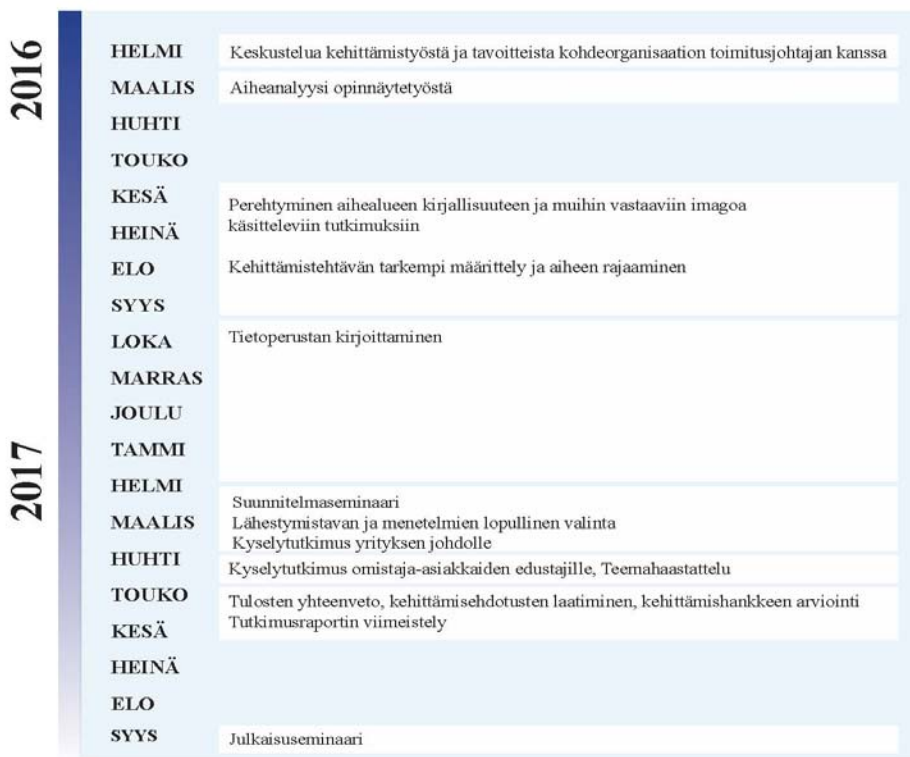 2016
HELMI Keskustelua kehittämistyöstä ja tavoitteista kohdeorganisaation toimitusjohtajan kanssa
MAALIS Aiheanalyysi opinnäytetyöstä
HUHTI
TOUKO
KESÄ Perehtyminen aihealueen kirjallisuuteen ja muihin vastaaviin imagoa
käsitteleviin tutkimuksiin
HEINÄ
ELO Kehittämistehtävän tarkempi määrittely ja aiheen rajaaminen
SYYS
LOKA Tietoperustan kirjoittaminen
MARRAS
JOULU
2017
TAMMI
HELMI
Suunnitelmaseminaari
MAALIS Lähestymistavan ja menetelmien lopullinen valinta
Kyselytutkimus yrityksen johdolle
HUHTI Kyselytutkimus omistaja-asiakkaiden edustajille, Teemahaastattelu
TOUKO Tulosten yhteenveto, kehittämisehdotusten laatiminen, kehittämishankkeen arviointi
Tutkimusraportin viimeistely
KESÄ
HEINÄ
ELO
SYYS Julkaisuseminaari